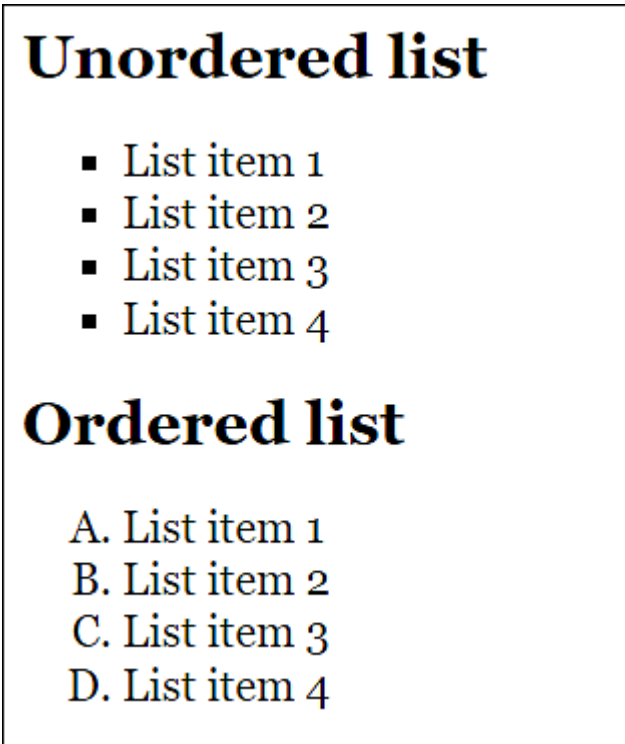 Unordered list
▪ List item 1
▪ List item 2
▪ List item 3
▪ List item 4
Ordered list
A. List item 1
B. List item 2
C. List item 3
D. List item 4